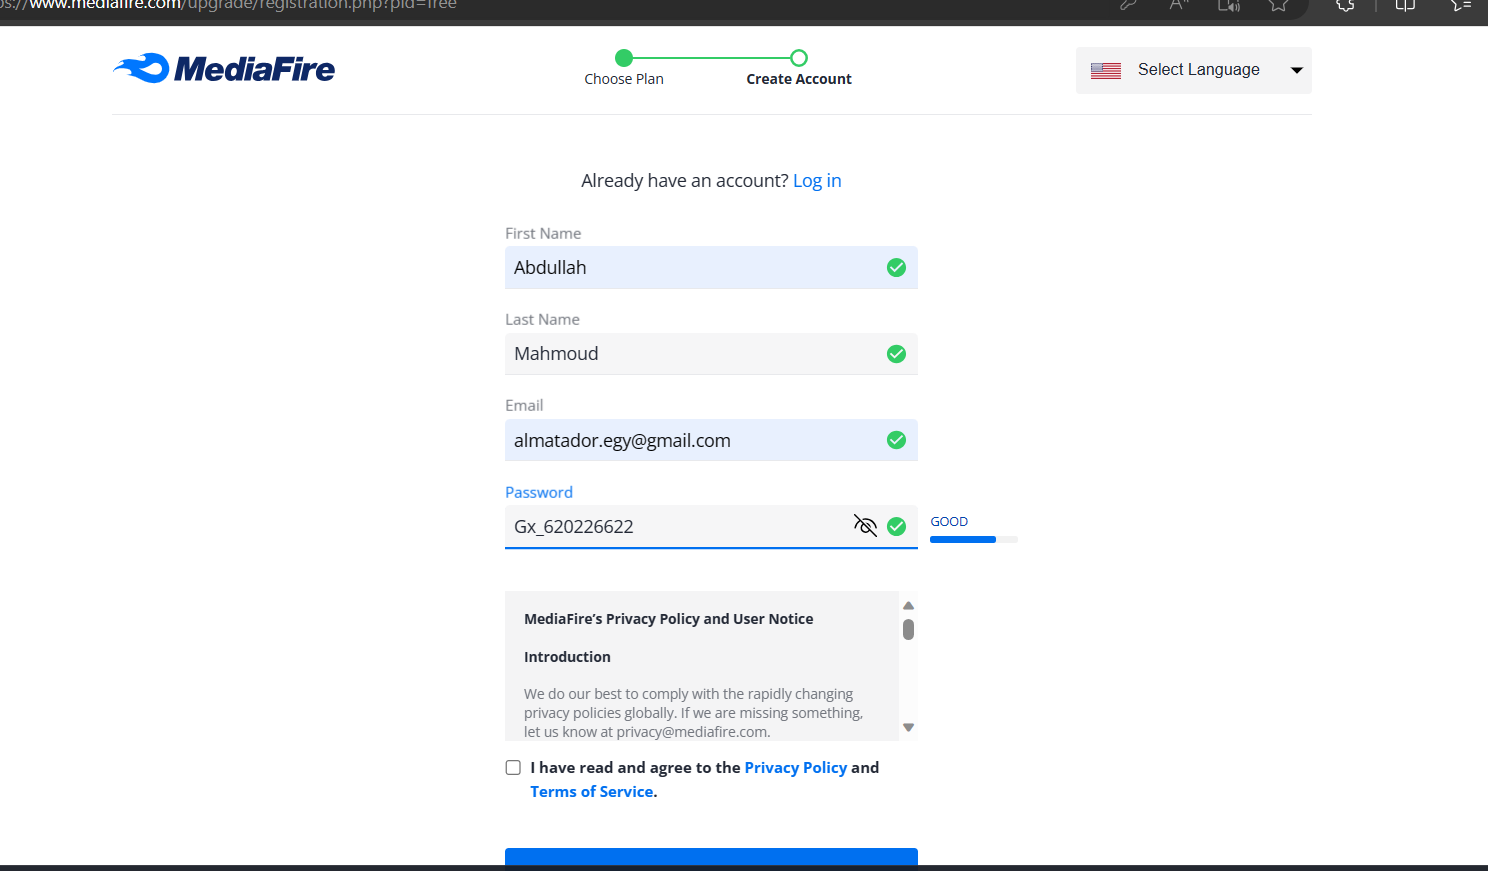 www.mediafire.com/upgrade/registration.php?pid=free
MediaFire
Choose Plan
Create Account
Select Language
Already have an account? Log in
First Name
Abdullah
Last Name
Mahmoud
Email
almatador.egy@gmail.com
Password
Gx_620226622
GOOD
MediaFire's Privacy Policy and User Notice
Introduction
We do our best to comply with the rapidly changing
privacy policies globally. If we are missing something,
let us know at privacy@mediafire.com.
I have read and agree to the Privacy Policy and
Terms of Service.